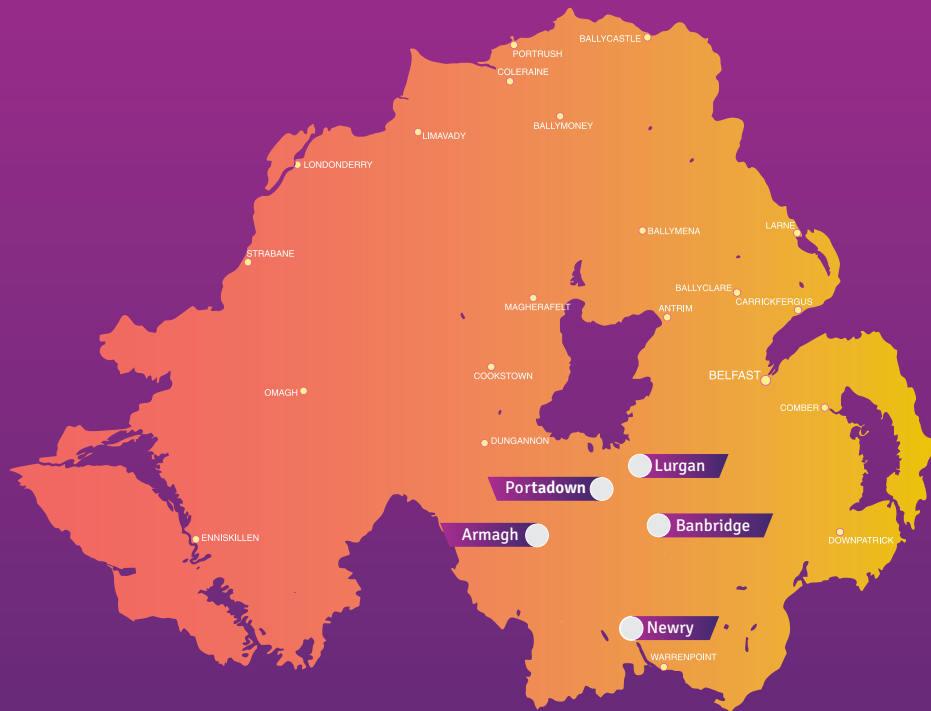 BALLYCASTLE
PORTRUSH
COLERAINE
BALLYMONEY
LIMAVADY
LONDONDERRY
LARNE
BALLYMENA
STRABANE
BALLYCLARE
CARRICKFERGUS
MAGHERAFELT
ANTRIM
BELFAST
COOKSTOWN
OMAGH
COMBER
DUNGANNON
Lurgan
Portadown
Banbridge
Armagh
ENNISKILLEN
DOWNPATRICK
Newry
WARRENPOINT